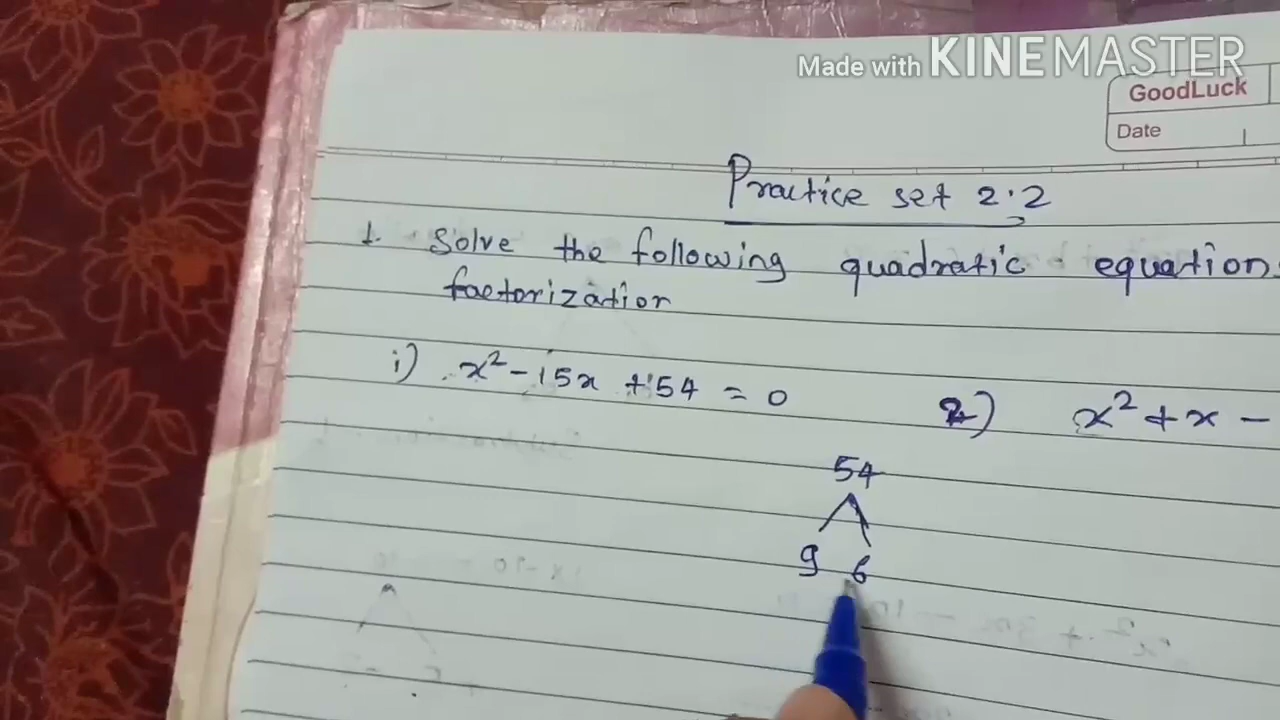 Made with KINEMASTER
GoodLuck
Date
Practice set 2.2
1. Solve the following quadratic equation
factorization
i) x² - 15x + 54 = 0
2) x² + x -
54
9 6